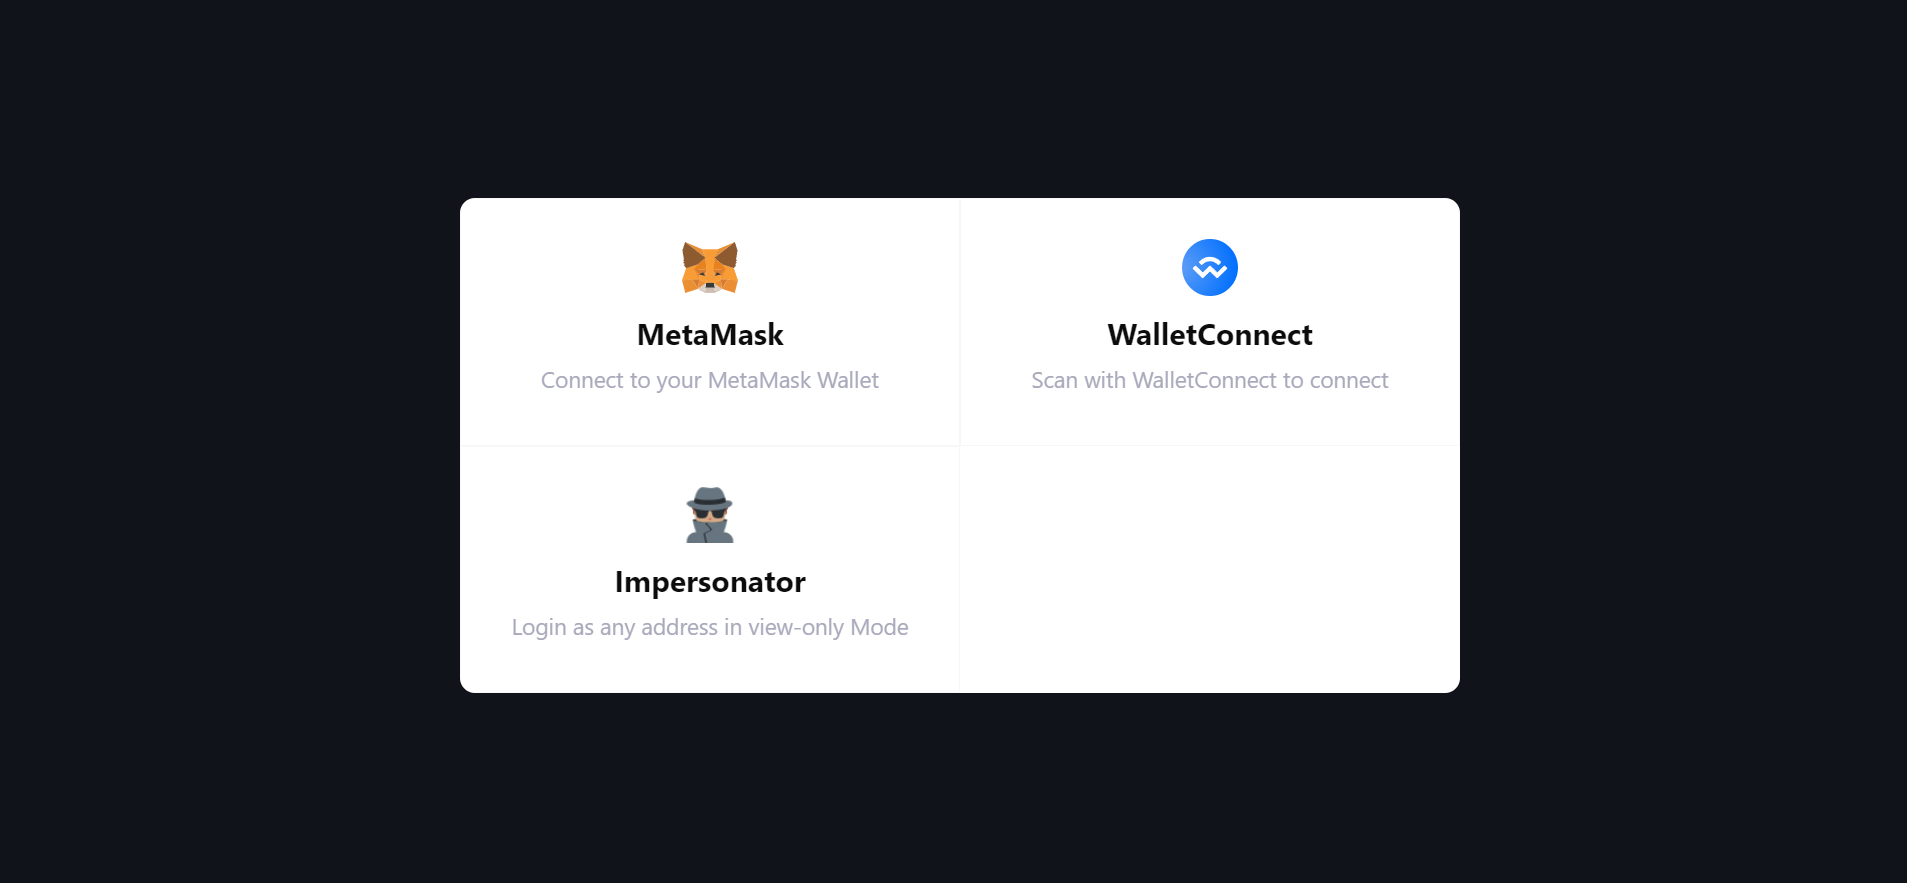 MetaMask
Connect to your MetaMask Wallet
WalletConnect
Scan with WalletConnect to connect
Impersonator
Login as any address in view-only Mode